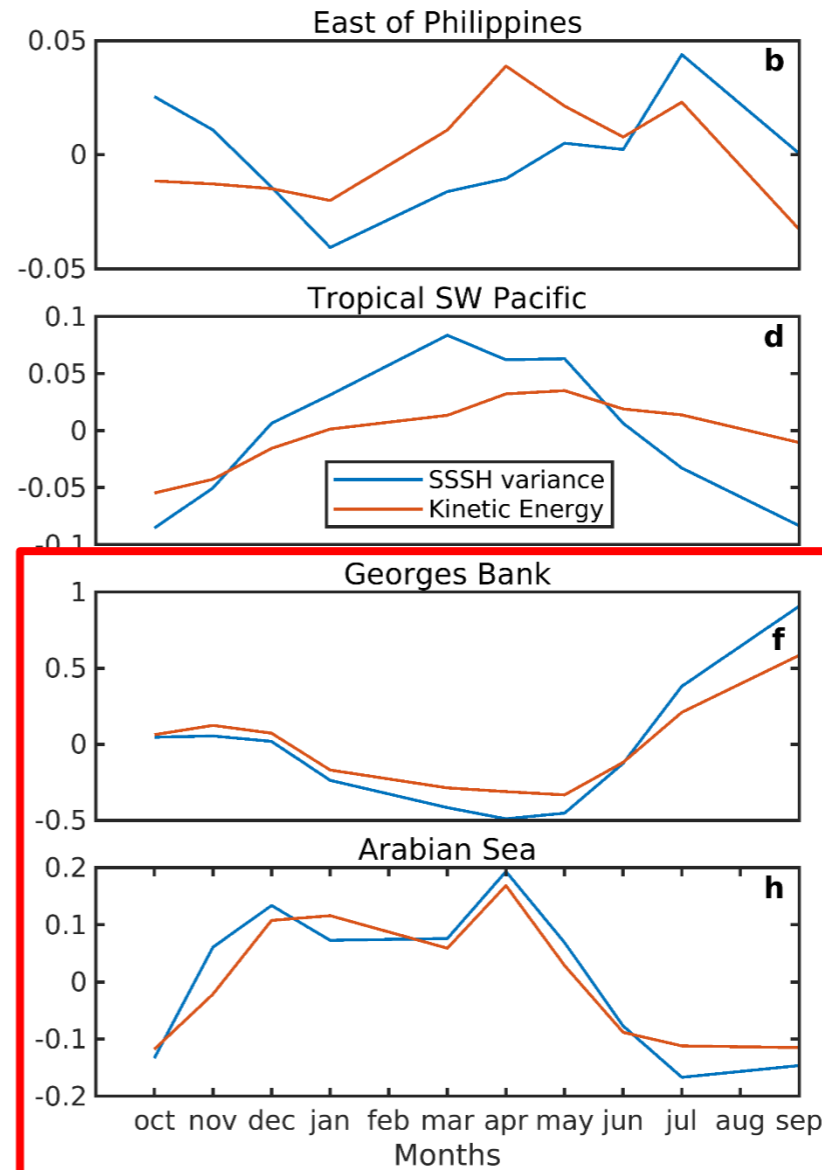 East of Philippines
b
0.05
0
-0.05
Tropical SW Pacific
d
0.1
0.05
0
-0.05
-0.1
SSSH variance
Kinetic Energy
Georges Bank
f
1
0.5
0
-0.5
Arabian Sea
h
0.2
0.1
0
-0.1
-0.2
oct nov dec jan feb mar apr may jun jul aug sep
Months